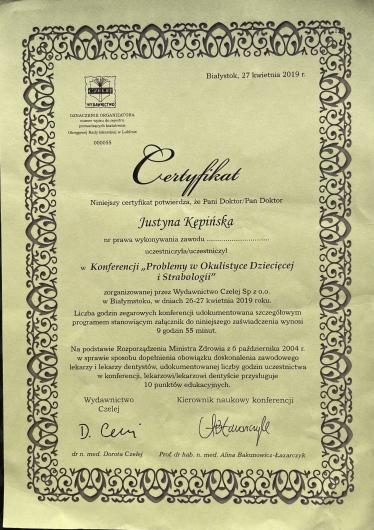 Białystok, 27 kwietnia 2019 r.
CZELEJ
WYDAWNICTWO
OZNACZENIE ORGANIZATORA
numer wpisu do rejestru
prowadzących kształcenie
Okręgowej Rady Lekarskiej w Lublinie
000055
Certyfikat
Niniejszy certyfikat potwierdza, że Pani Doktor/Pan Doktor
Justyna Kępińska
nr prawa wykonywania zawodu ..............................
uczestniczyła/uczestniczył
w Konferencji „Problemy w Okulistyce Dziecięcej
i Strabologii”
zorganizowanej przez Wydawnictwo Czelej Sp z o.o.
w Białymstoku, w dniach 26-27 kwietnia 2019 roku.
Liczba godzin zegarowych konferencji udokumentowana szczegółowym
programem stanowiącym załącznik do niniejszego zaświadczenia wynosi
9 godzin 55 minut.
Na podstawie Rozporządzenia Ministra Zdrowia z 6 października 2004 r.
w sprawie sposobu dopełnienia obowiązku doskonalenia zawodowego
lekarzy i lekarzy dentystów, udokumentowanej liczby godzin uczestnictwa
w konferencji, lekarzowi/lekarzowi dentyście przysługuje
10 punktów edukacyjnych.
Wydawnictwo Kierownik naukowy konferencji
Czelej
dr n. med. Dorota Czelej Prof. dr hab. n. med. Alina Bakunowicz-Łazarczyk